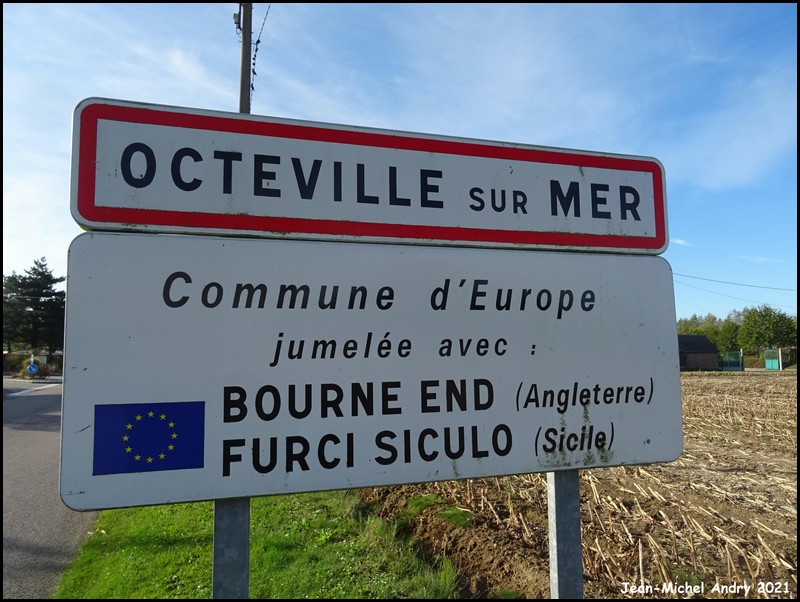 OCTEVILLE SUR MER
Commune d'Europe
jumelée avec :
BOURNE END (Angleterre)
FURCI SICULO (Sicile)
Jean-Michel Andry 2021